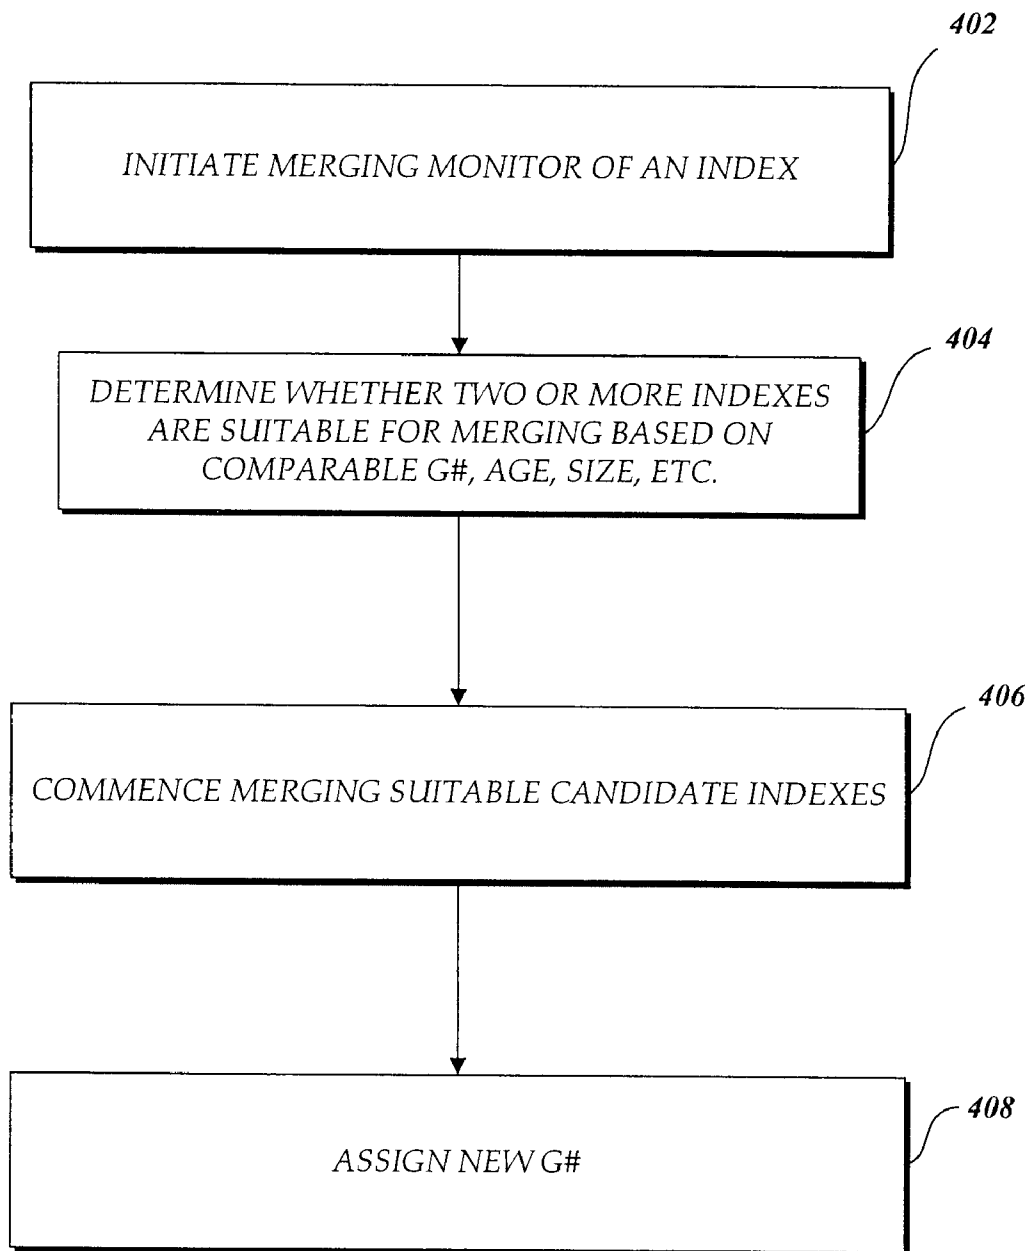 402
INITIATE MERGING MONITOR OF AN INDEX
404
DETERMINE WHETHER TWO OR MORE INDEXES
ARE SUITABLE FOR MERGING BASED ON
COMPARABLE G#, AGE, SIZE, ETC.
406
COMMENCE MERGING SUITABLE CANDIDATE INDEXES
408
ASSIGN NEW G#